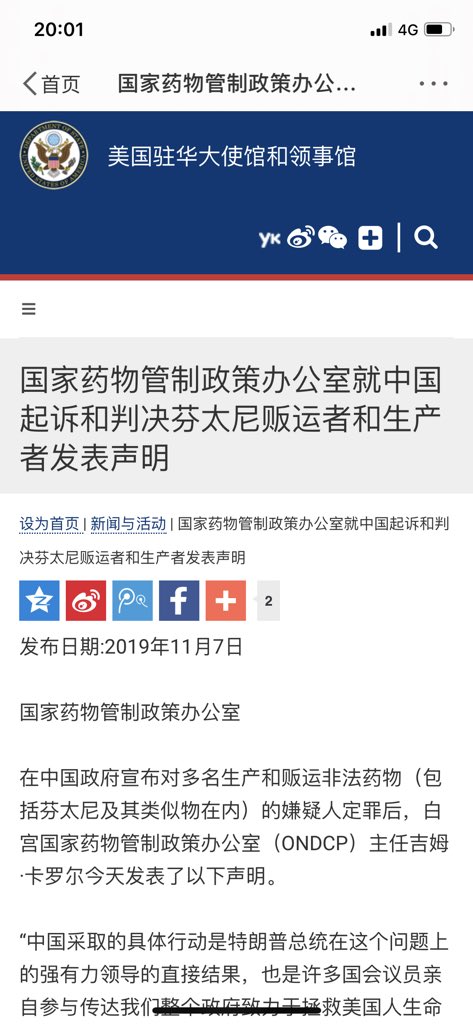 20:01
4G
首页
国家药物管制政策办公...
美国驻华大使馆和领事馆
国家药物管制政策办公室就中国
起诉和判决芬太尼贩运者和生产
者发表声明
设为首页 | 新闻与活动 | 国家药物管制政策办公室就中国起诉和判
决芬太尼贩运者和生产者发表声明
2
发布日期:2019年11月7日
国家药物管制政策办公室
在中国政府宣布对多名生产和贩运非法药物（包
括芬太尼及其类似物在内）的嫌疑人定罪后，白
宫国家药物管制政策办公室（ONDCP）主任吉姆
·卡罗尔今天发表了以下声明。
“中国采取的具体行动是特朗普总统在这个问题上
的强有力领导的直接结果，也是许多国会议员亲
自参与传达我们整个政府致力于拯救美国人生命